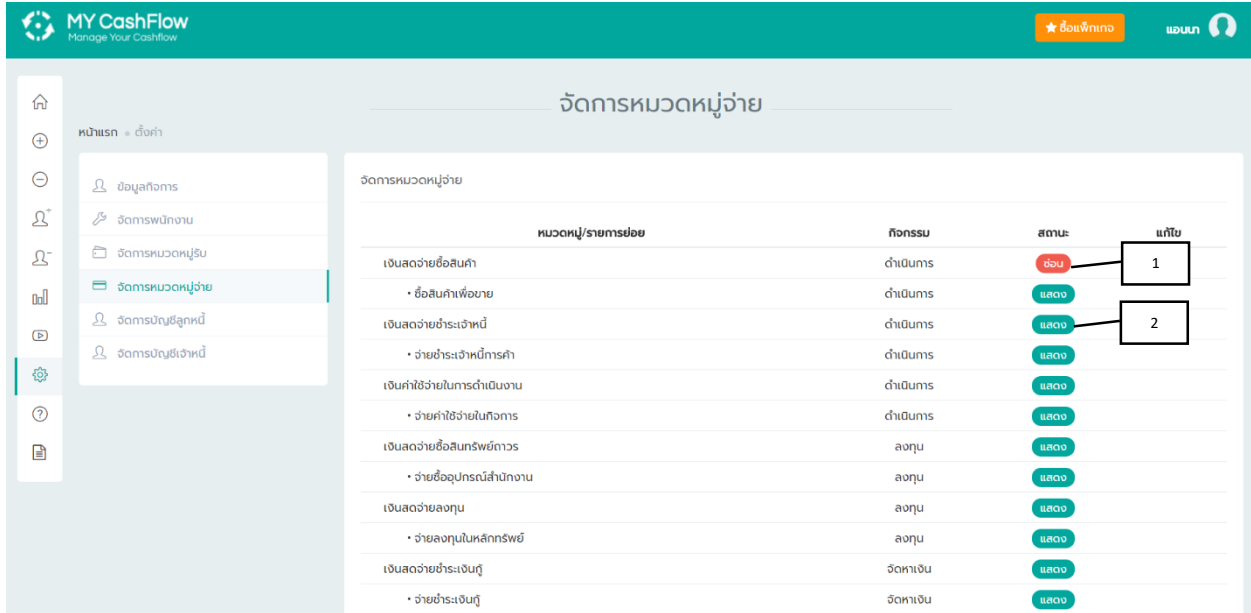 MY CashFlow
Manage Your Cashflow
ซื้อแพ็กเกจ
แอนนา
จัดการหมวดหมู่จ่าย
หน้าแรก ตั้งค่า
ข้อมูลกิจการ
จัดการพนักงาน
จัดการหมวดหมู่รับ
จัดการหมวดหมู่จ่าย
จัดการบัญชีลูกหนี้
จัดการบัญชีเจ้าหนี้
จัดการหมวดหมู่จ่าย
หมวดหมู่/รายการย่อย กิจกรรม สถานะ แก้ไข
เงินสดจ่ายซื้อสินค้า ดำเนินการ ซ่อน 1
• ซื้อสินค้าเพื่อขาย ดำเนินการ แสดง
เงินสดจ่ายชำระเจ้าหนี้ ดำเนินการ แสดง 2
• จ่ายชำระเจ้าหนี้การค้า ดำเนินการ แสดง
เงินค่าใช้จ่ายในการดำเนินงาน ดำเนินการ แสดง
• จ่ายค่าใช้จ่ายในกิจการ ดำเนินการ แสดง
เงินสดจ่ายซื้อสินทรัพย์ถาวร ลงทุน แสดง
• จ่ายซื้ออุปกรณ์สำนักงาน ลงทุน แสดง
เงินสดจ่ายลงทุน ลงทุน แสดง
• จ่ายลงทุนในหลักทรัพย์ ลงทุน แสดง
เงินสดจ่ายชำระเงินกู้ จัดหาเงิน แสดง
• จ่ายชำระเงินกู้ จัดหาเงิน แสดง